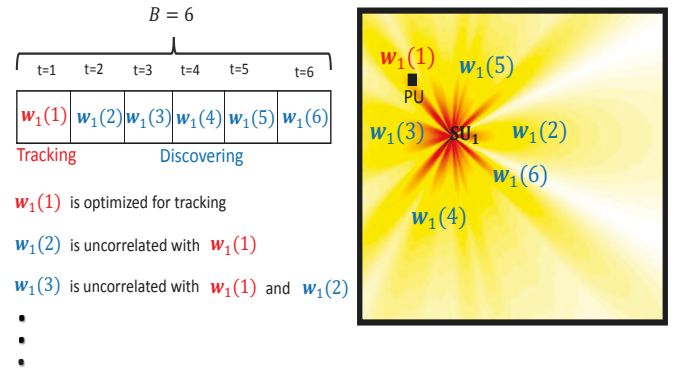 B = 6
t=1 t=2 t=3 t=4 t=5 t=6
w₁(1) w₁(2) w₁(3) w₁(4) w₁(5) w₁(6)
Tracking Discovering
w₁(1) is optimized for tracking
w₁(2) is uncorrelated with w₁(1)
w₁(3) is uncorrelated with w₁(1) and w₁(2)
w₁(1)
w₁(5)
PU
w₁(3)
SU₁
w₁(2)
w₁(6)
w₁(4)